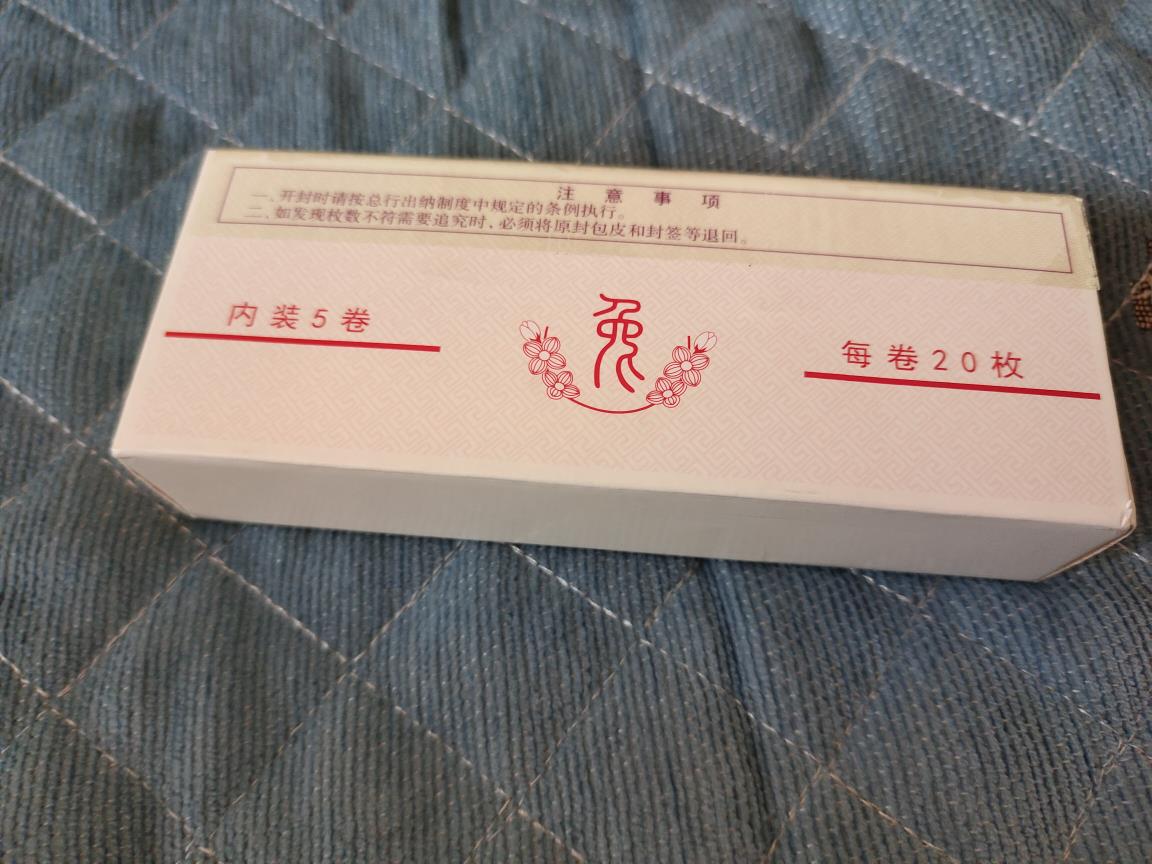 注意事项
一、开封时请按总行出纳制度中规定的条例执行。
二、如发现枚数不符需要追究时、必须将原封包皮和封签等退回。
内装5卷
兔
每卷20枚